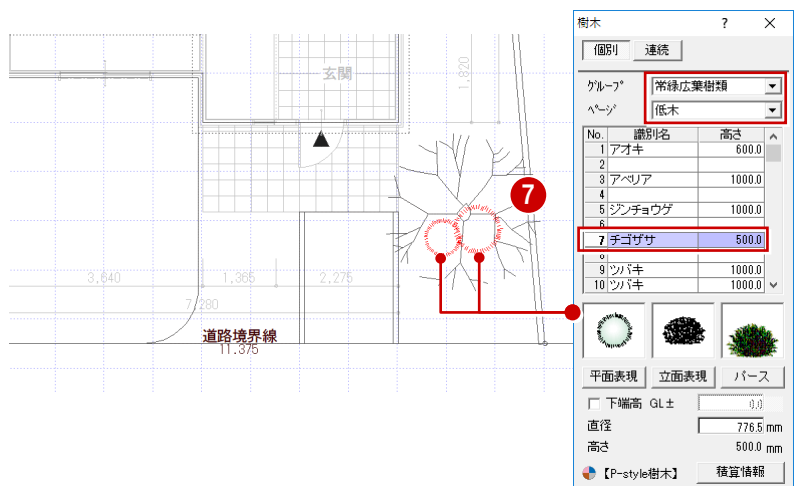 玄関
1,820
7
3,640
1,365
2,275
7,280
道路境界線
11.375
樹木 ? ×
個別 連続
グループ 常緑広葉樹類
ページ 低木
No. 識別名 高さ
1 アオキ 600.0
2
3 アベリア 1000.0
4
5 ジンチョウゲ 1000.0
6
7 チゴザサ 500.0
8
9 ツバキ 1000.0
10 ツバキ 1000.0
平面表現 立面表現 パース
下端高 GL± 0.0
直径 776.5 mm
高さ 500.0 mm
【P-style樹木】 積算情報